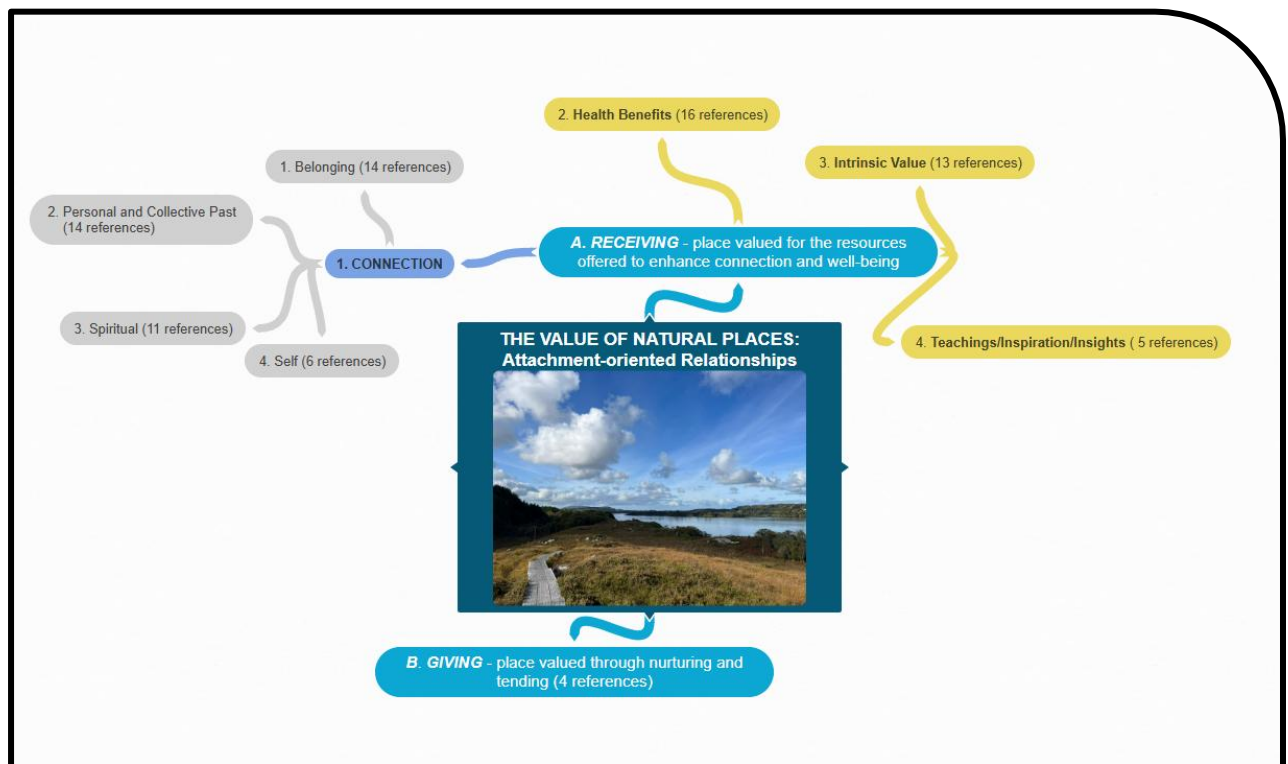 2. Health Benefits (16 references)
1. Belonging (14 references)
3. Intrinsic Value (13 references)
2. Personal and Collective Past
(14 references)
A. RECEIVING - place valued for the resources
offered to enhance connection and well-being
1. CONNECTION
3. Spiritual (11 references)
4. Self (6 references)
4. Teachings/Inspiration/Insights ( 5 references)
THE VALUE OF NATURAL PLACES:
Attachment-oriented Relationships
B. GIVING - place valued through nurturing and
tending (4 references)